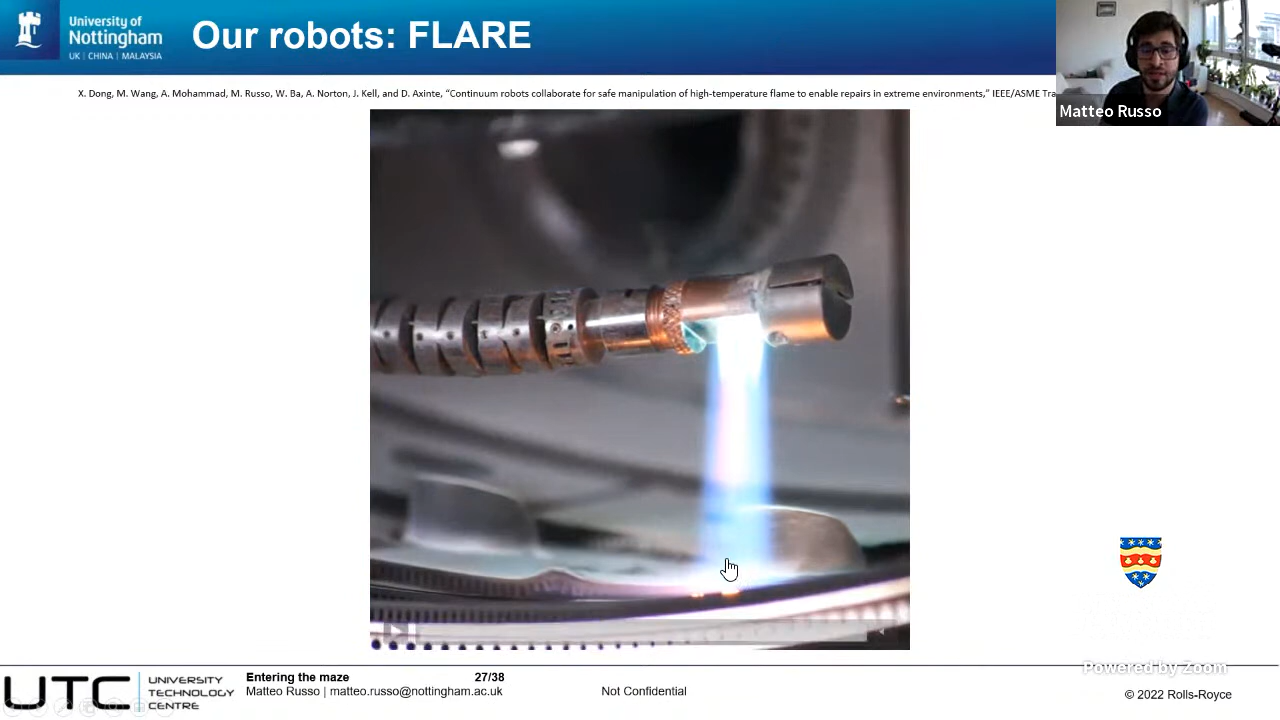 University of
Nottingham
UK | CHINA | MALAYSIA
Our robots: FLARE
X. Dong, M. Wang, A. Mohammad, M. Russo, W. Ba, A. Norton, J. Kell, and D. Axinte, "Continuum robots collaborate for safe manipulation of high-temperature flame to enable repairs in extreme environments," IEEE/ASME Tra
Matteo Russo
UTC
UNIVERSITY
TECHNOLOGY
CENTRE
Entering the maze 27/38
Matteo Russo | matteo.russo@nottingham.ac.uk
Not Confidential
Powered by Zoom
© 2022 Rolls-Royce